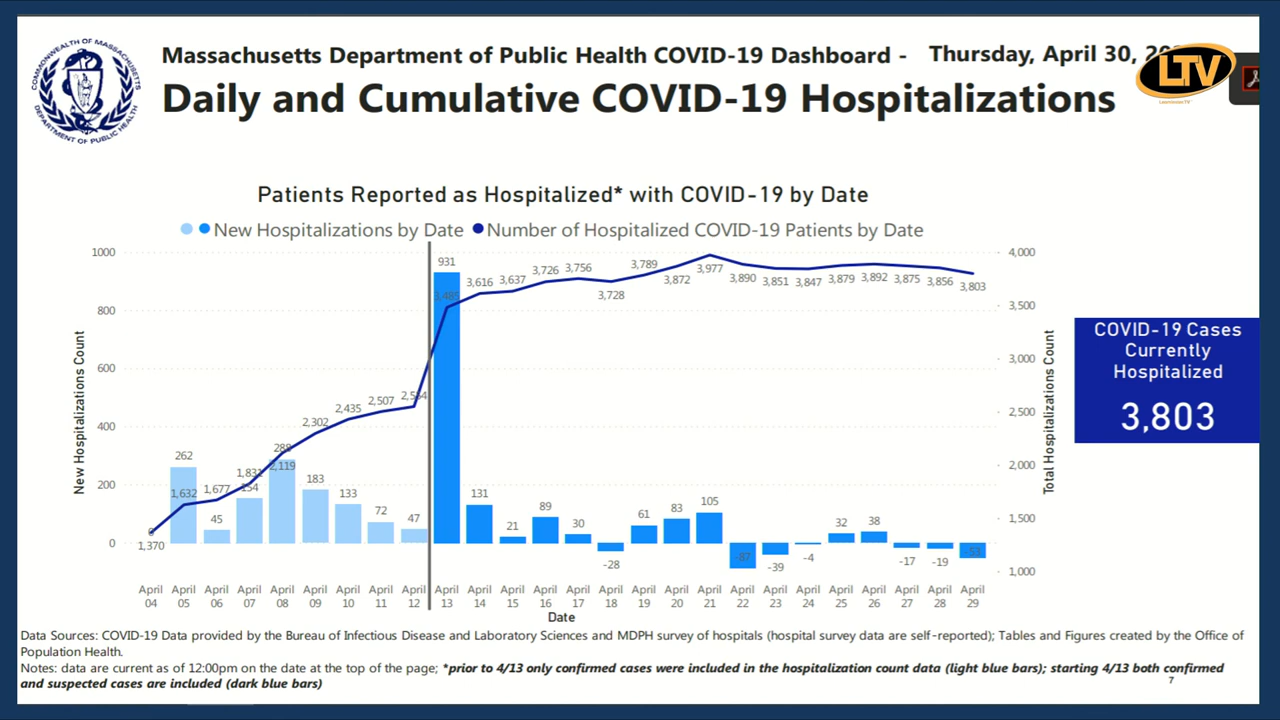 COMMONWEALTH OF MASSACHUSETTS
DEPARTMENT OF PUBLIC HEALTH
Massachusetts Department of Public Health COVID-19 Dashboard - Thursday, April 30,
LTV
Daily and Cumulative COVID-19 Hospitalizations
Patients Reported as Hospitalized* with COVID-19 by Date
New Hospitalizations by Date Number of Hospitalized COVID-19 Patients by Date
New Hospitalizations Count
1000
800
600
400
200
0
1,370 1,632 1,677 1,831 2,119 2,302 2,435 2,507 3,616 3,637 3,726 3,756 3,728 3,789 3,872 3,977 3,890 3,851 3,847 3,879 3,892 3,875 3,856 3,803
262 45 154 288 183 133 72 47 931 131 21 89 30 -28 61 83 105 -87 -39 -4 32 38 -17 -19 -53
4,000
3,500
3,000
2,500
2,000
1,500
1,000
Total Hospitalizations Count
April April April April April April April April April April April April April April April April April April April April April April April April April April
04 05 06 07 08 09 10 11 12 13 14 15 16 17 18 19 20 21 22 23 24 25 26 27 28 29
Date
COVID-19 Cases
Currently
Hospitalized
3,803
Data Sources: COVID-19 Data provided by the Bureau of Infectious Disease and Laboratory Sciences and MDPH survey of hospitals (hospital survey data are self-reported); Tables and Figures created by the Office of
Population Health.
Notes: data are current as of 12:00pm on the date at the top of the page; *prior to 4/13 only confirmed cases were included in the hospitalization count data (light blue bars); starting 4/13 both confirmed
and suspected cases are included (dark blue bars)
7